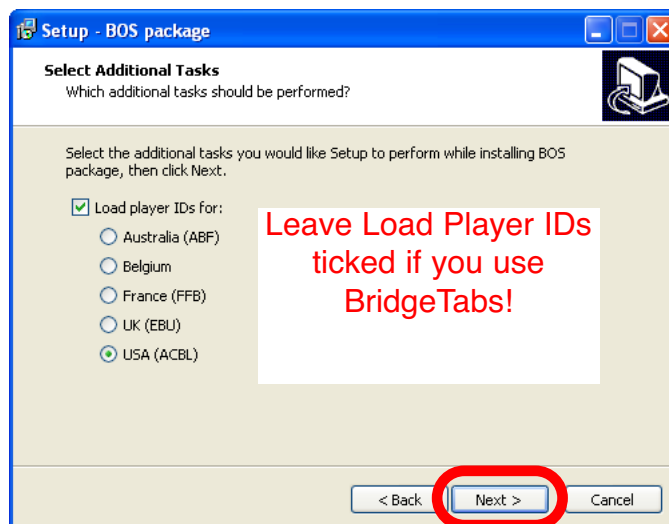 Setup - BOS package
Select Additional Tasks
Which additional tasks should be performed?
Select the additional tasks you would like Setup to perform while installing BOS
package, then click Next.
Load player IDs for:
Australia (ABF)
Belgium
France (FFB)
UK (EBU)
USA (ACBL)
Leave Load Player IDs
ticked if you use
BridgeTabs!
< Back
Next >
Cancel